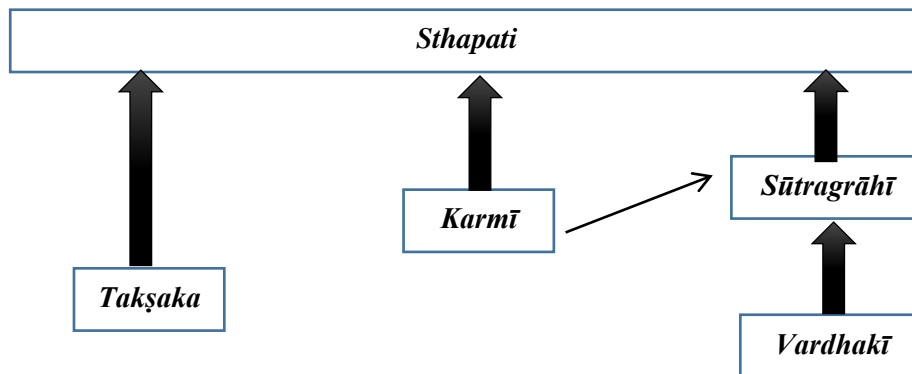 Sthapati
Sūtragrāhī
Karmī
Takṣaka
Vardhakī